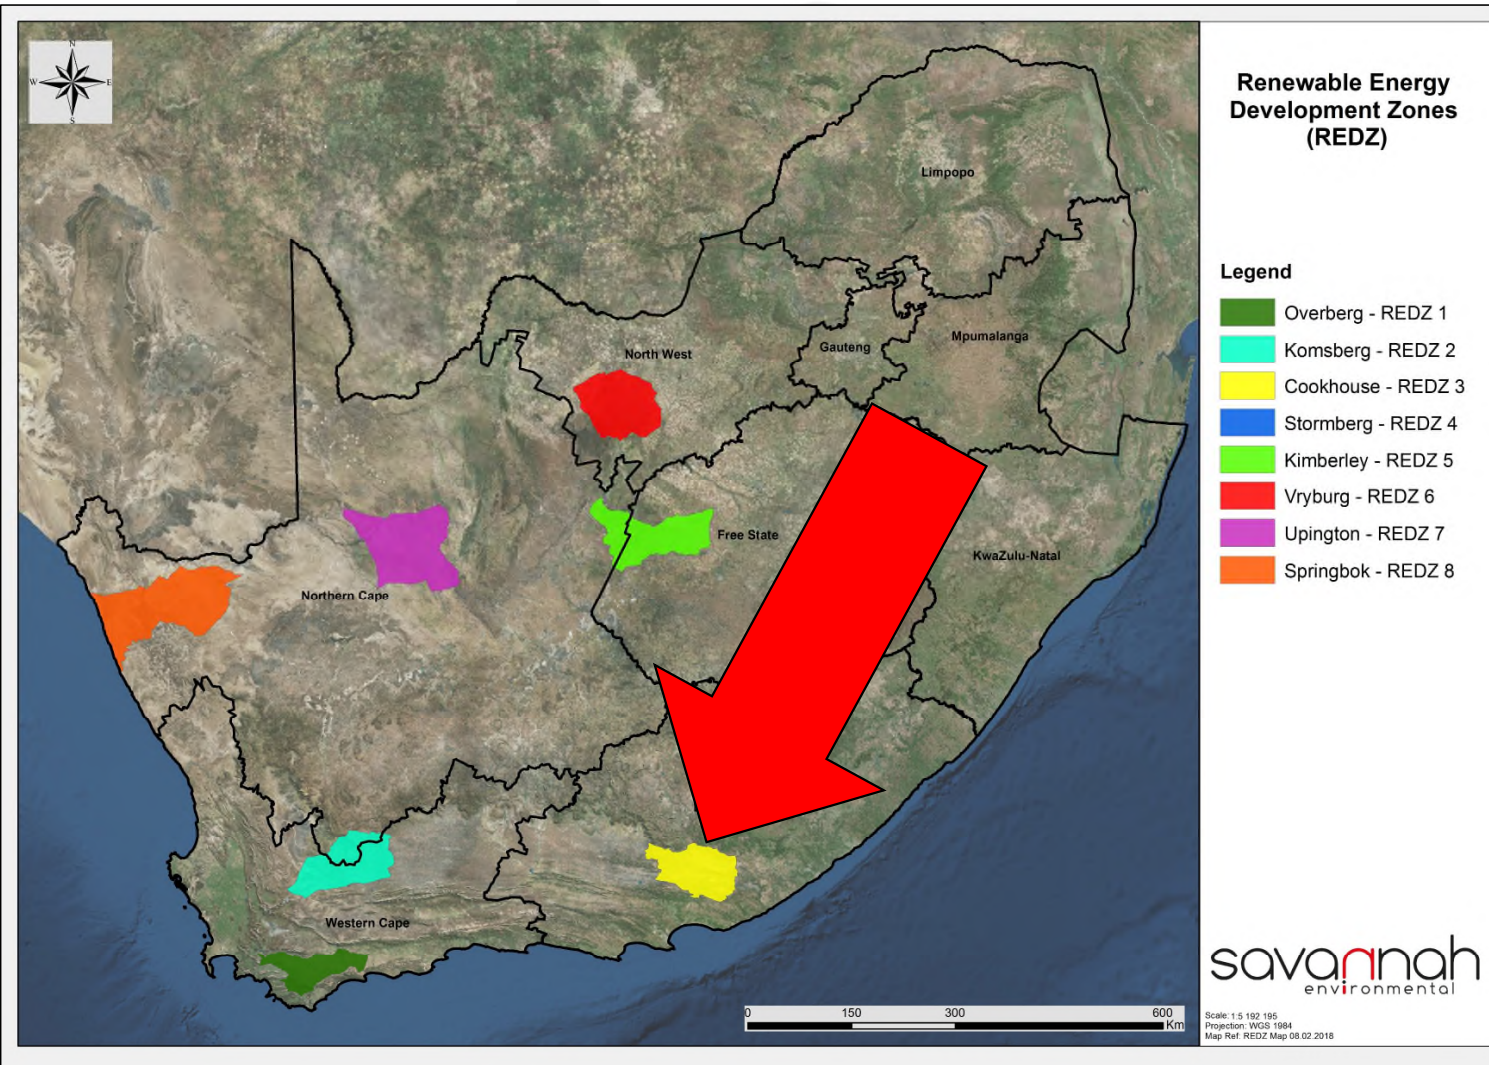 N
W
E
S
Renewable Energy
Development Zones
(REDZ)
Limpopo
Legend
Overberg - REDZ 1
Komsberg - REDZ 2
Cookhouse - REDZ 3
Stormberg - REDZ 4
Kimberley - REDZ 5
Vryburg - REDZ 6
Upington - REDZ 7
Springbok - REDZ 8
North West
Gauteng
Mpumalanga
Free State
KwaZulu-Natal
Northern Cape
Western Cape
savannah
environmental
0 150 300 600
Km
Scale: 1:5 192 195
Projection: WGS 1984
Map Ref: REDZ Map 08.02.2018